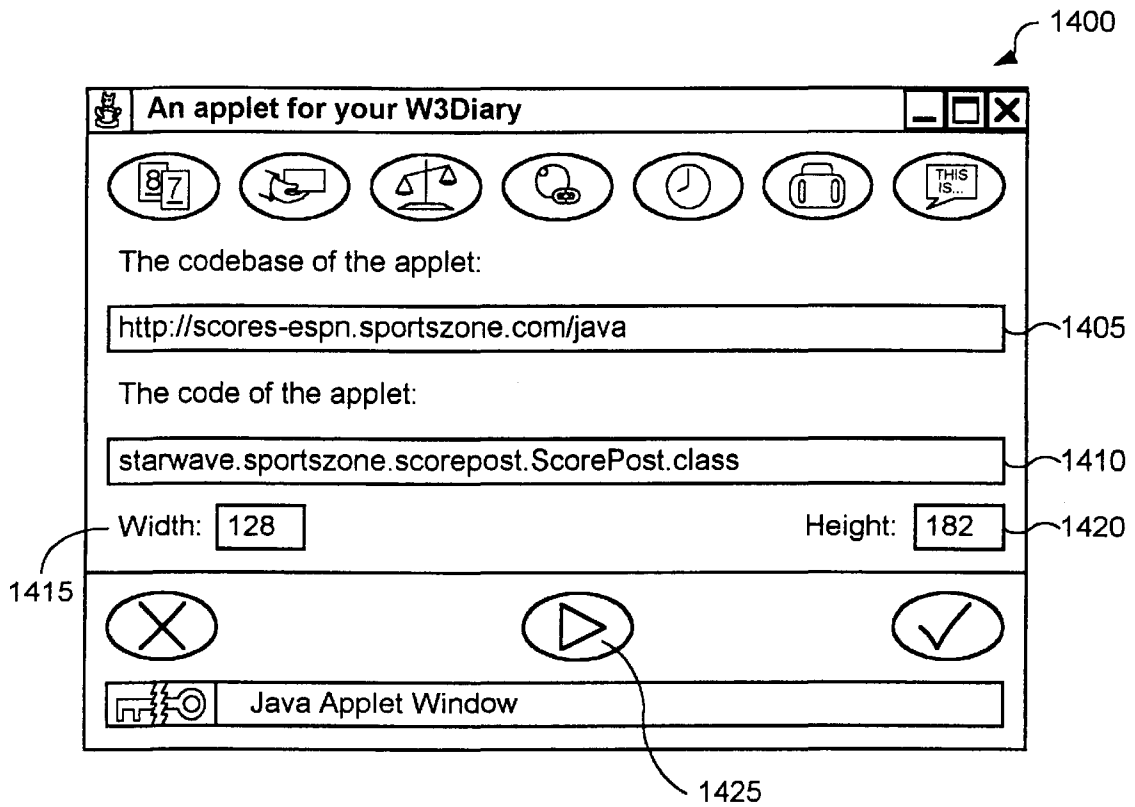 1400
An applet for your W3Diary
8 7
THIS
IS...
The codebase of the applet:
http://scores-espn.sportszone.com/java
1405
The code of the applet:
starwave.sportszone.scorepost.ScorePost.class
1410
Width: 128
Height: 182
1420
1415
Java Applet Window
1425